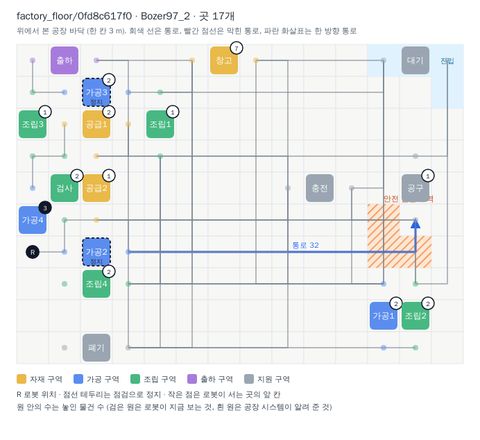 factory_floor/0fd8c617f0 · Bozer97_2 · 곳 17개
위에서 본 공장 바닥 (한 칸 3 m). 회색 선은 통로, 빨간 점선은 막힌 통로, 파란 화살표는 한 방향 통로
출하
창고
7
대기
진입
가공3
2
정지
조립3
1
공급1
2
조립1
1
검사
2
공급2
1
충전
공구
1
안전
역
가공4
3
R
가공2
정지
통로 32
조립4
2
가공1
2
조립2
2
폐기
자재 구역
가공 구역
조립 구역
출하 구역
지원 구역
R 로봇 위치 · 점선 테두리는 점검으로 정지 · 작은 점은 로봇이 서는 곳의 앞 칸
원 안의 수는 놓인 물건 수 (검은 원은 로봇이 지금 보는 것, 흰 원은 공장 시스템이 알려 준 것)